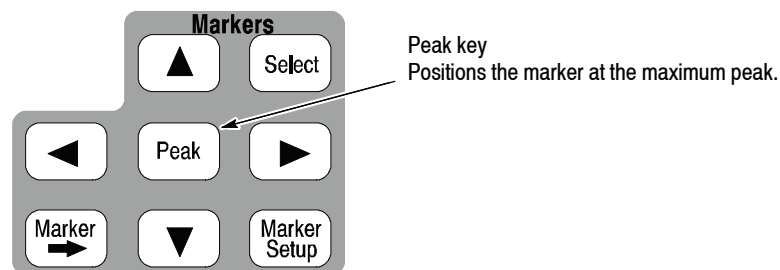 Markers
Select
Peak key
Positions the marker at the maximum peak.
Peak
Marker
Marker
Setup